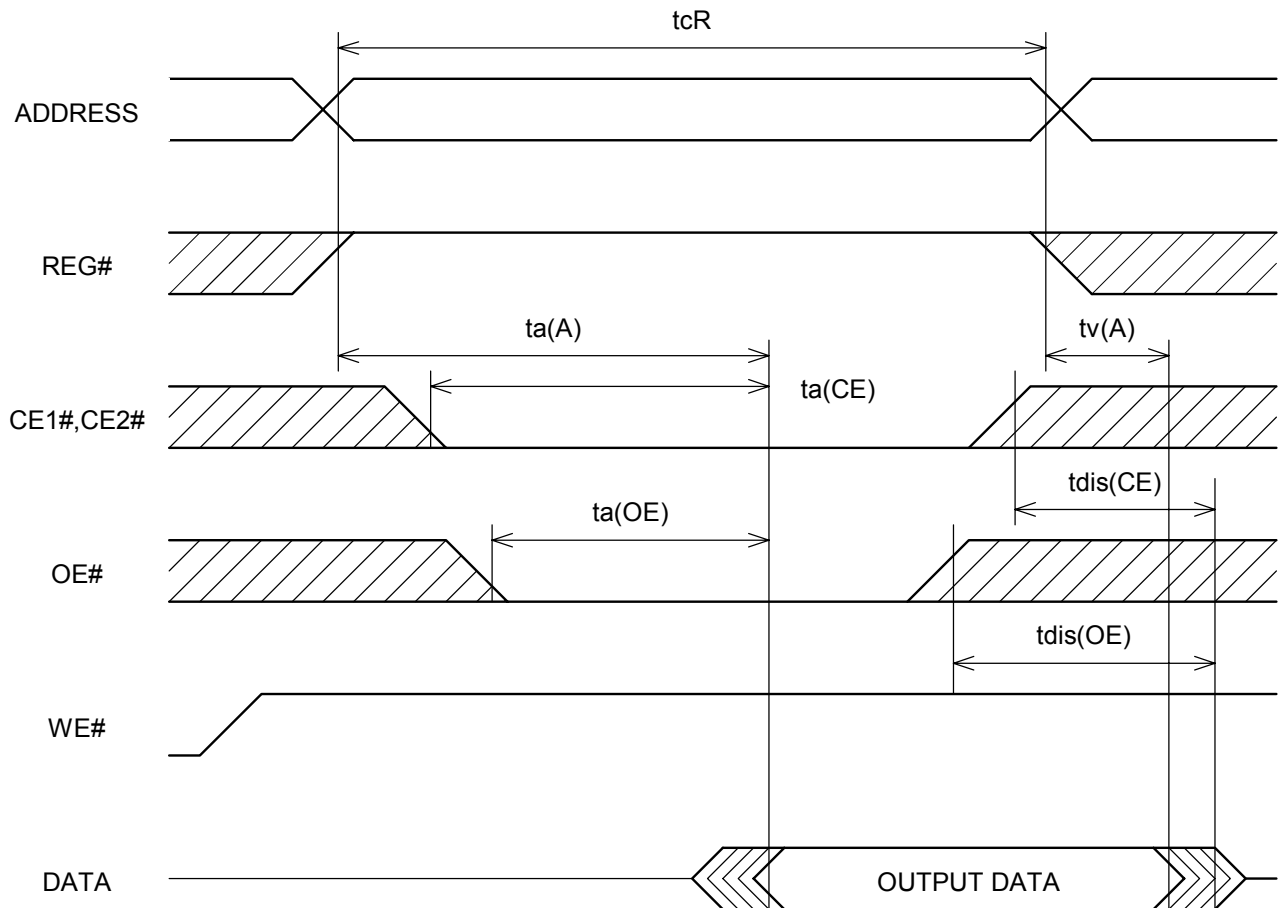 tcR
ADDRESS
REG#
ta(A)
tv(A)
ta(CE)
CE1#,CE2#
tdis(CE)
ta(OE)
OE#
tdis(OE)
WE#
DATA
OUTPUT DATA